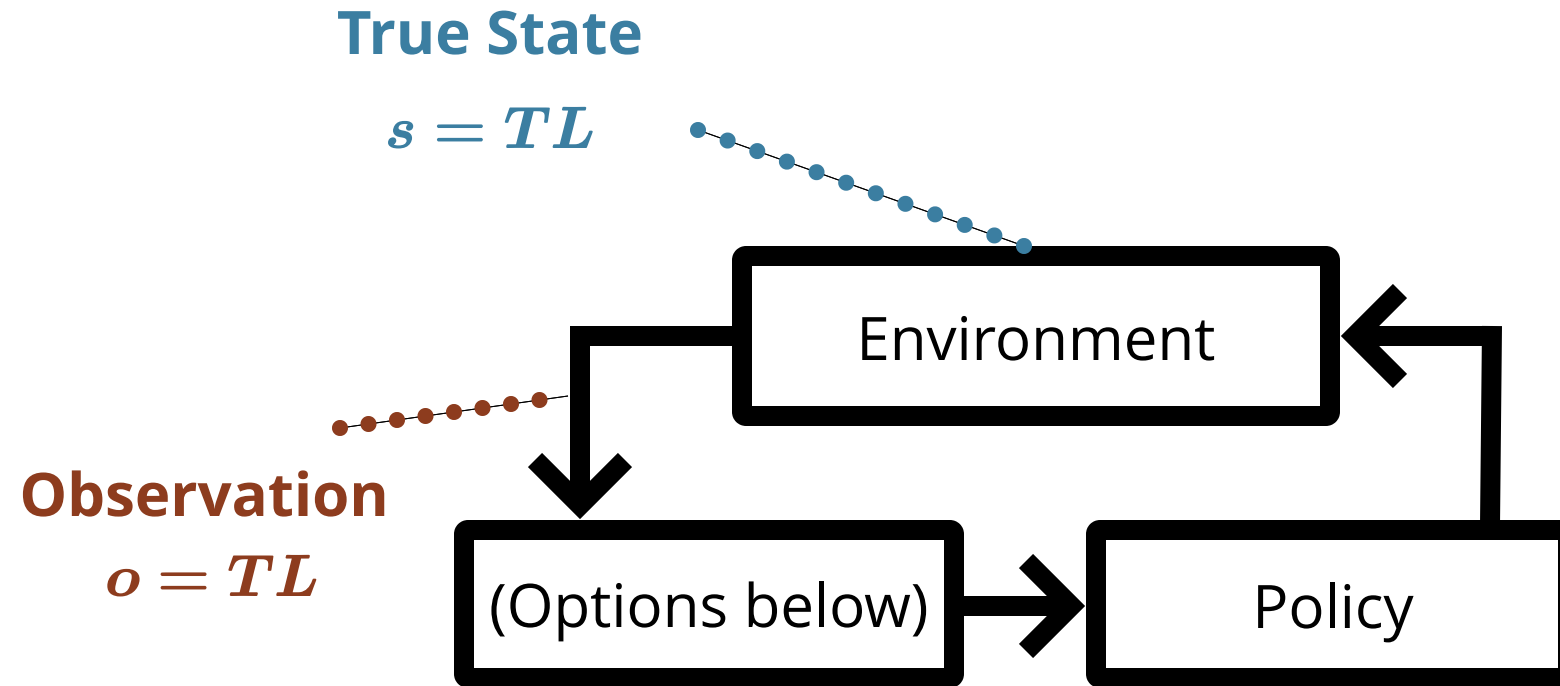 True State
s = TL
Environment
Observation
o = TL
(Options below)
Policy